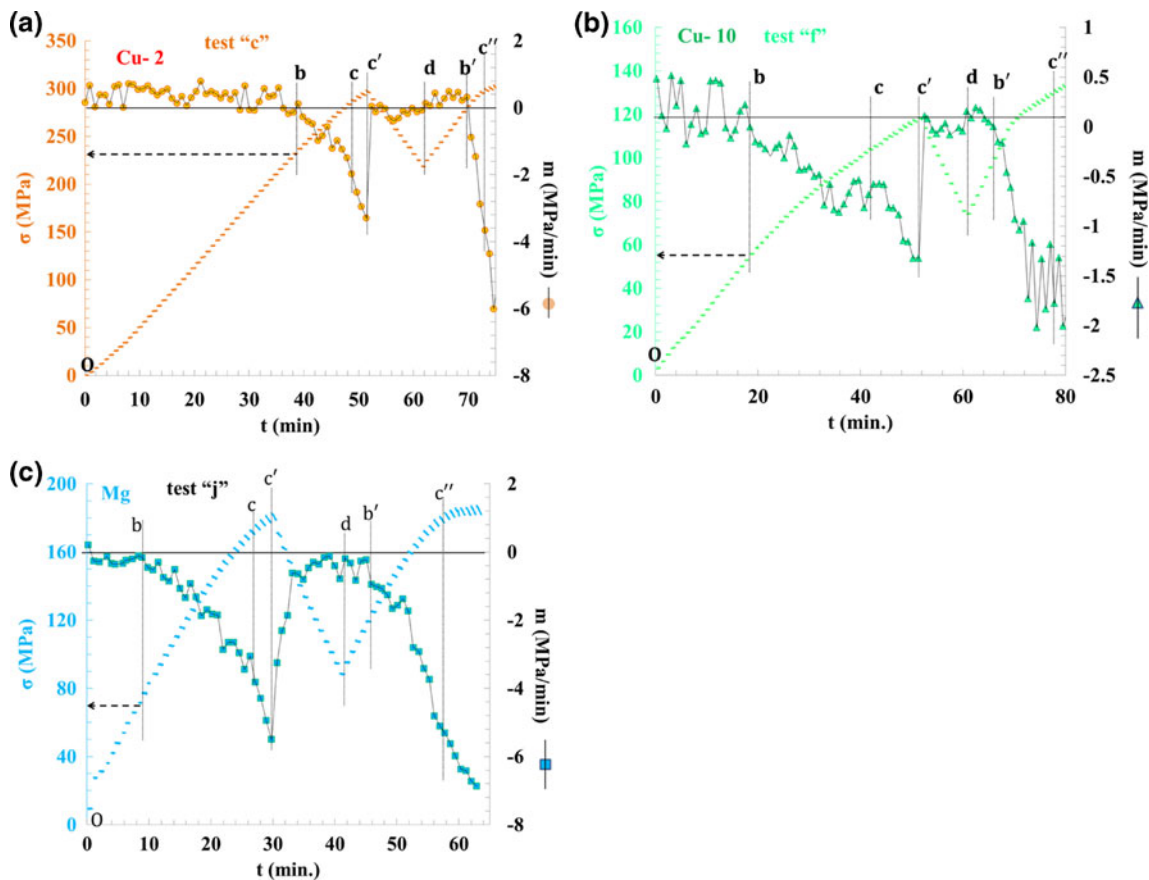 (a)
Cu- 2
test “c”
b
c
c′
d
b′
c′′
350
300
250
200
150
100
50
0
O
σ (MPa)
2
0
-2
-4
-6
-8
m (MPa/min)
0 10 20 30 40 50 60 70
t (min)
(b)
Cu- 10
test “f”
b
c
c′
d
b′
c′′
160
140
120
100
80
60
40
20
0
O
σ (MPa)
1
0.5
0
-0.5
-1
-1.5
-2
-2.5
m (MPa/min)
0 20 40 60 80
t (min.)
(c)
Mg
test “j”
b
c
c′
d
b′
c′′
200
160
120
80
40
0
O
σ (MPa)
2
0
-2
-4
-6
-8
m (MPa/min)
0 10 20 30 40 50 60
t (min.)